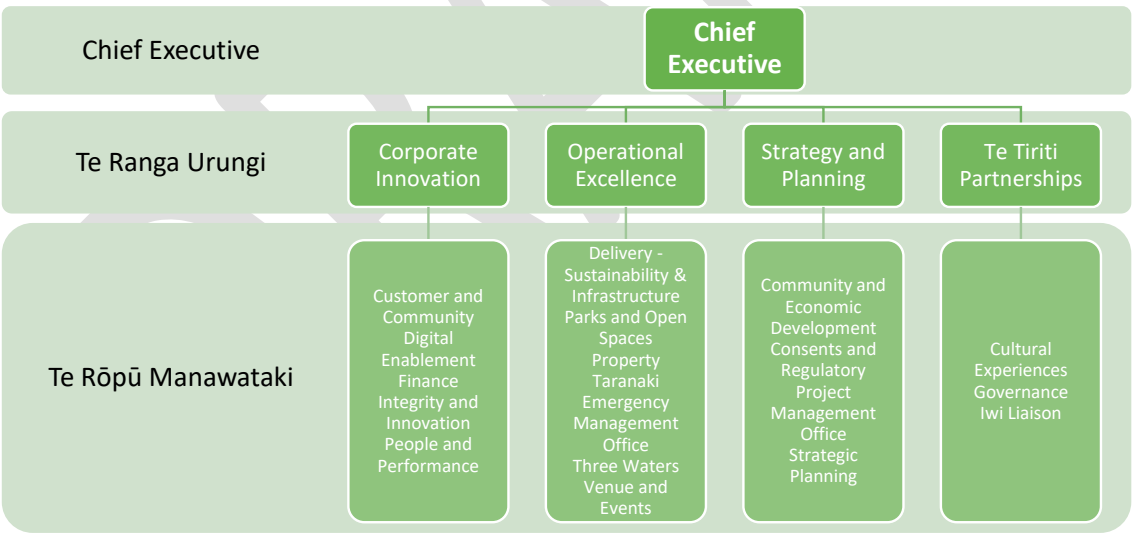 Chief Executive
Chief
Executive
Te Ranga Urungi
Corporate
Innovation
Operational
Excellence
Strategy and
Planning
Te Tiriti
Partnerships
Te Rōpū Manawataki
Customer and
Community
Digital
Enablement
Finance
Integrity and
Innovation
People and
Performance
Delivery -
Sustainability &
Infrastructure
Parks and Open
Spaces
Property
Taranaki
Emergency
Management
Office
Three Waters
Venue and
Events
Community and
Economic
Development
Consents and
Regulatory
Project
Management
Office
Strategic
Planning
Cultural
Experiences
Governance
Iwi Liaison